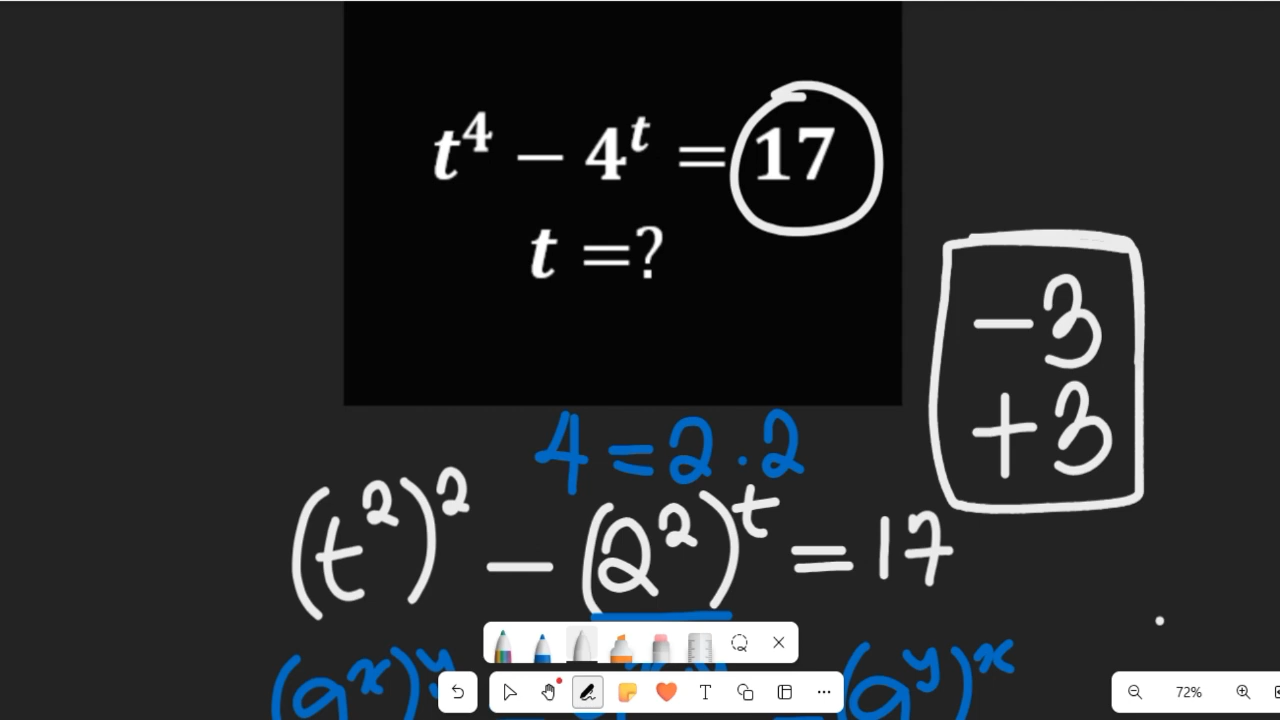 t⁴ − 4ᵗ = 17
t =?
− 3
+ 3
4 = 2 · 2
(t²)² − (2²)ᵗ = 17
= (a^y)^x
72%